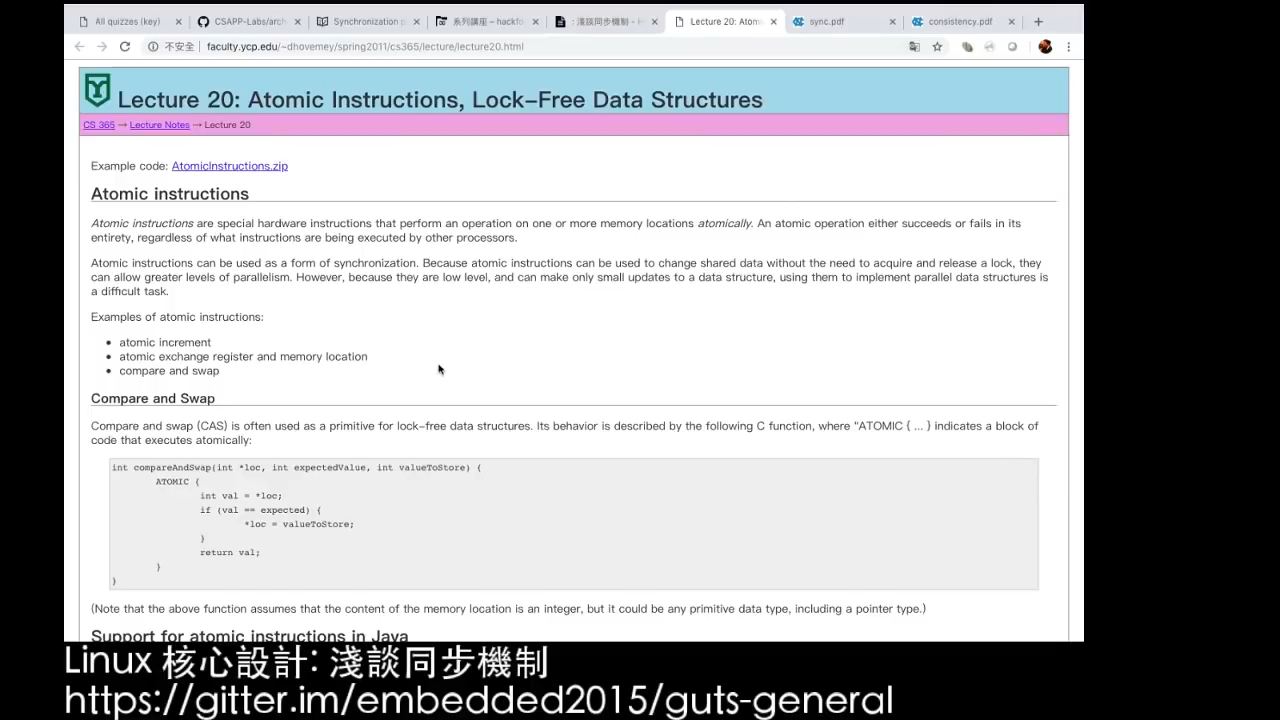 All quizzes (key)
CSAPP-Labs/arc
Synchronization p
系列講座 – hackfo
: 淺談同步機制 - H
Lecture 20: Atom
sync.pdf
consistency.pdf
不安全 | faculty.ycp.edu/~dhovemey/spring2011/cs365/lecture/lecture20.html
Lecture 20: Atomic Instructions, Lock-Free Data Structures
CS 365 → Lecture Notes → Lecture 20
Example code: AtomicInstructions.zip
Atomic instructions
Atomic instructions are special hardware instructions that perform an operation on one or more memory locations atomically. An atomic operation either succeeds or fails in its
entirety, regardless of what instructions are being executed by other processors.
Atomic instructions can be used as a form of synchronization. Because atomic instructions can be used to change shared data without the need to acquire and release a lock, they
can allow greater levels of parallelism. However, because they are low level, and can make only small updates to a data structure, using them to implement parallel data structures is
a difficult task.
Examples of atomic instructions:
• atomic increment
• atomic exchange register and memory location
• compare and swap
Compare and Swap
Compare and swap (CAS) is often used as a primitive for lock-free data structures. Its behavior is described by the following C function, where "ATOMIC { ... } indicates a block of
code that executes atomically:
int compareAndSwap(int *loc, int expectedValue, int valueToStore) {
ATOMIC {
int val = *loc;
if (val == expected) {
*loc = valueToStore;
}
return val;
}
}
(Note that the above function assumes that the content of the memory location is an integer, but it could be any primitive data type, including a pointer type.)
Support for atomic instructions in Java
Linux 核心設計: 淺談同步機制
https://gitter.im/embedded2015/guts-general